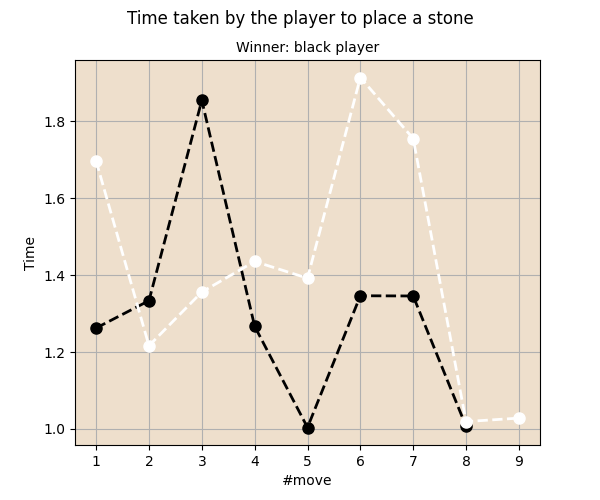 Time taken by the player to place a stone
Winner: black player
1.8
1.6
1.4
1.2
1.0
Time
1 2 3 4 5 6 7 8 9
#move